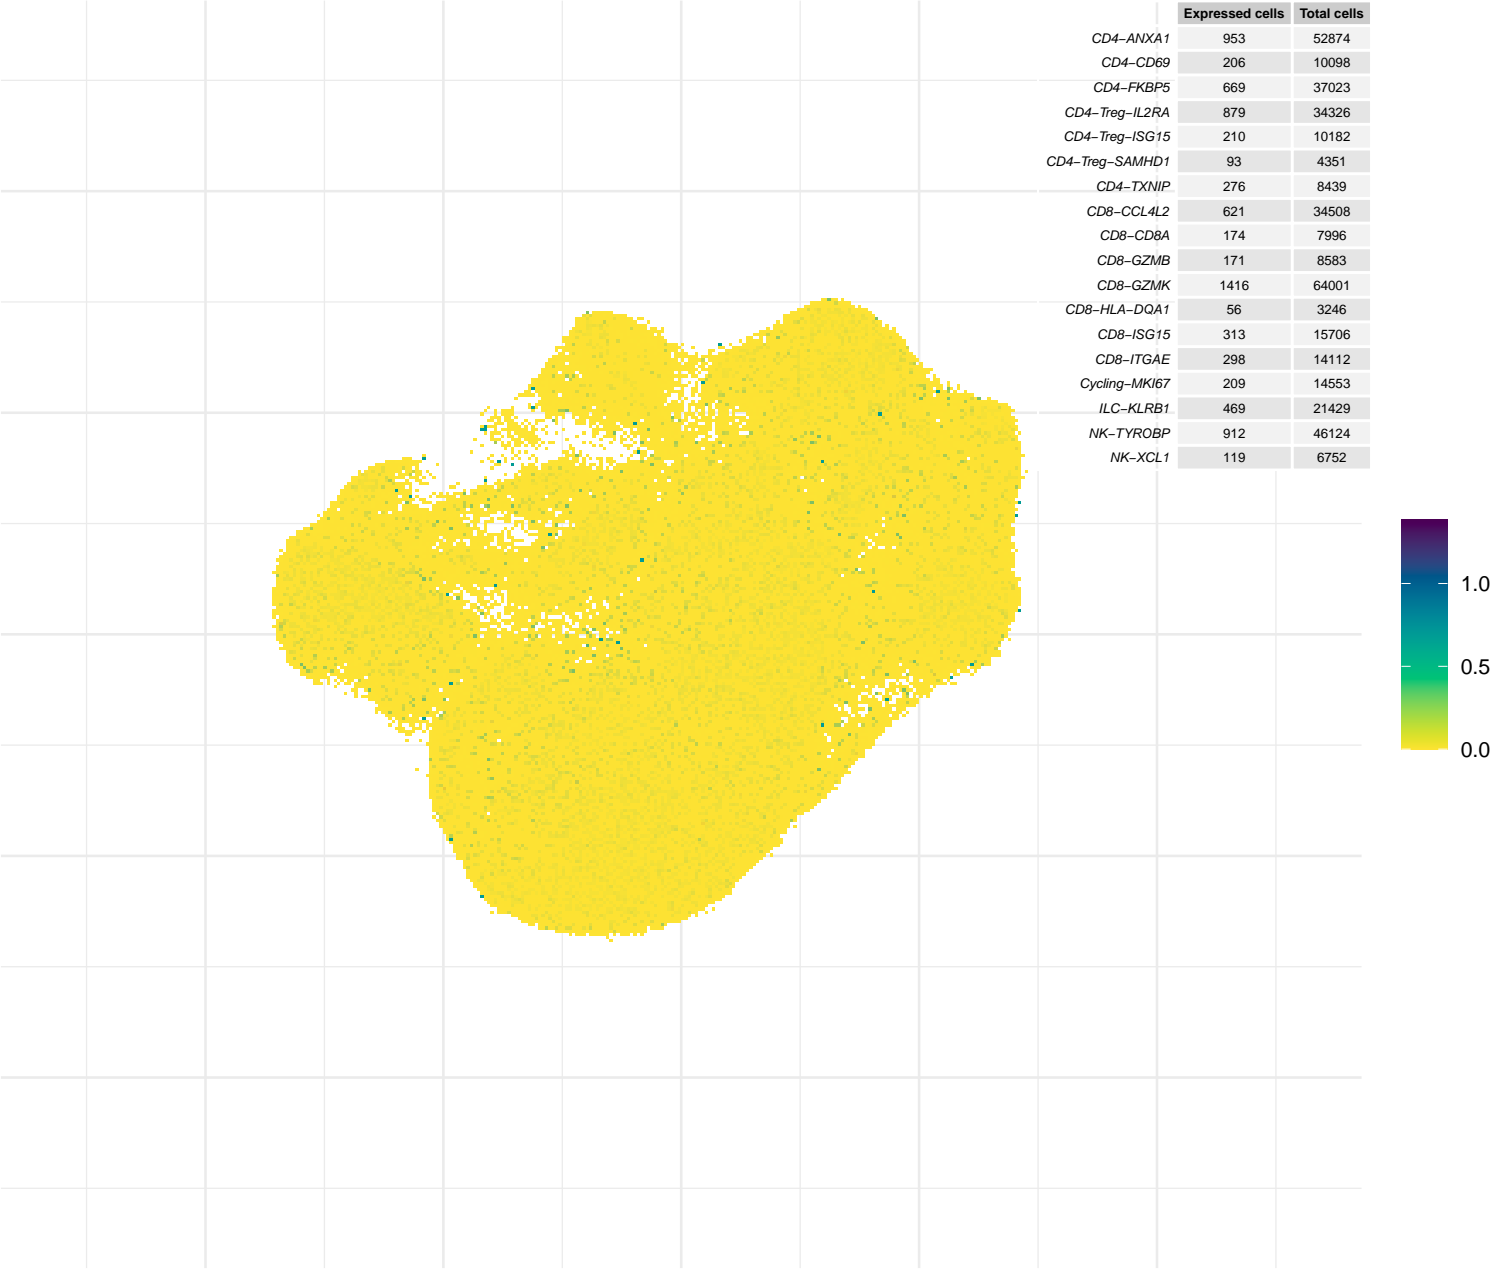 Expressed cells Total cells
CD4−ANXA1 953 52874
CD4−CD69 206 10098
CD4−FKBP5 669 37023
CD4−Treg−IL2RA 879 34326
CD4−Treg−ISG15 210 10182
CD4−Treg−SAMHD1 93 4351
CD4−TXNIP 276 8439
CD8−CCL4L2 621 34508
CD8−CD8A 174 7996
CD8−GZMB 171 8583
CD8−GZMK 1416 64001
CD8−HLA−DQA1 56 3246
CD8−ISG15 313 15706
CD8−ITGAE 298 14112
Cycling−MKI67 209 14553
ILC−KLRB1 469 21429
NK−TYROBP 912 46124
NK−XCL1 119 6752
1.0
0.5
0.0